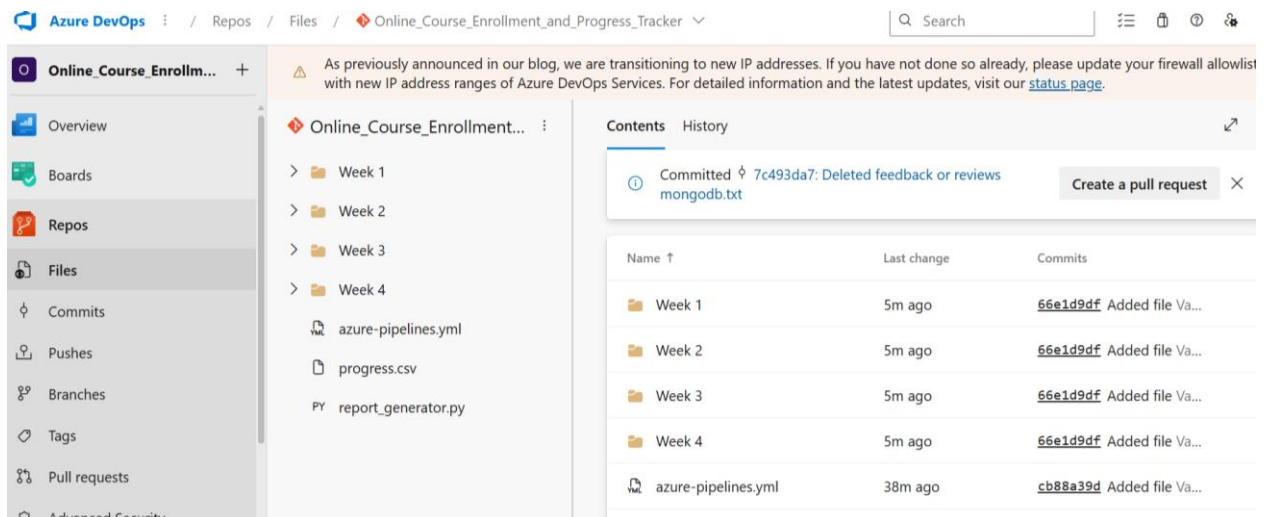 Azure DevOps / Repos / Files / Online_Course_Enrollment_and_Progress_Tracker
Search
O Online_Course_Enrollm... +
As previously announced in our blog, we are transitioning to new IP addresses. If you have not done so already, please update your firewall allowlist
with new IP address ranges of Azure DevOps Services. For detailed information and the latest updates, visit our status page.
Overview
Boards
Repos
Files
Commits
Pushes
Branches
Tags
Pull requests
Advanced Security
Online_Course_Enrollment...
Week 1
Week 2
Week 3
Week 4
YML azure-pipelines.yml
progress.csv
PY report_generator.py
Contents History
Committed 7c493da7: Deleted feedback or reviews
mongodb.txt
Create a pull request
Name ↑ Last change Commits
Week 1 5m ago 66e1d9df Added file Va...
Week 2 5m ago 66e1d9df Added file Va...
Week 3 5m ago 66e1d9df Added file Va...
Week 4 5m ago 66e1d9df Added file Va...
YML azure-pipelines.yml 38m ago cb88a39d Added file Va...